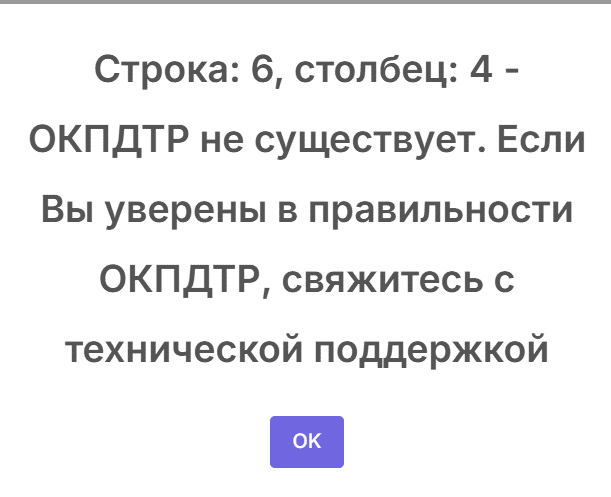 Строка: 6, столбец: 4 -
ОКПДТР не существует. Если
Вы уверены в правильности
ОКПДТР, свяжитесь с
технической поддержкой
OK